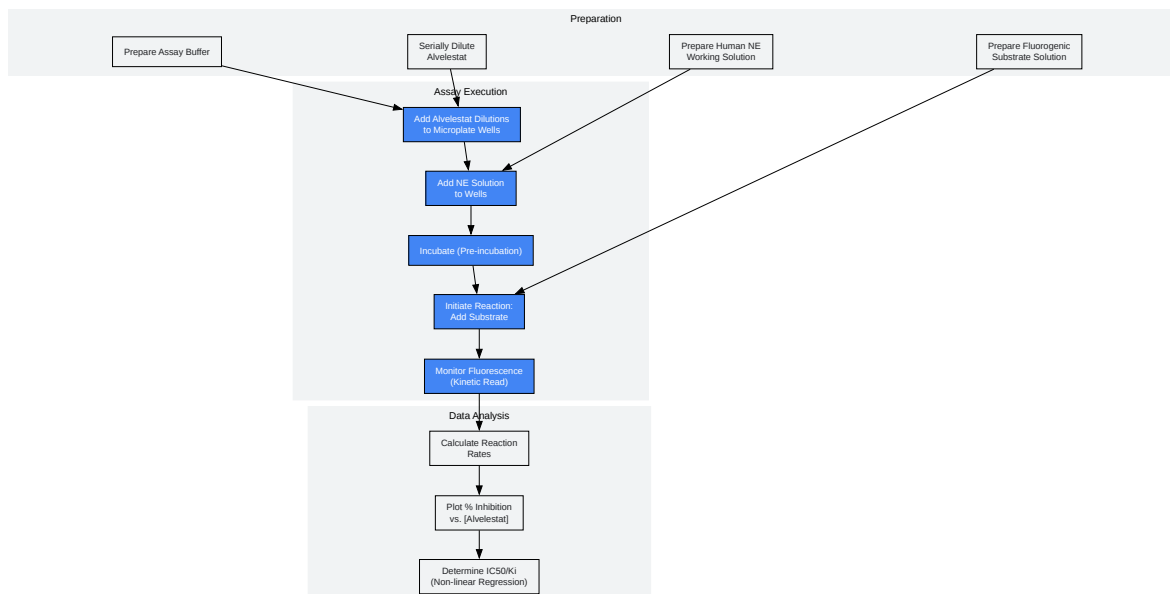 Preparation
Prepare Assay Buffer
Serially Dilute
Alvelestat
Prepare Human NE
Working Solution
Prepare Fluorogenic
Substrate Solution
Assay Execution
Add Alvelestat Dilutions
to Microplate Wells
Add NE Solution
to Wells
Incubate (Pre-incubation)
Initiate Reaction:
Add Substrate
Monitor Fluorescence
(Kinetic Read)
Data Analysis
Calculate Reaction
Rates
Plot % Inhibition
vs. [Alvelestat]
Determine IC50/Ki
(Non-linear Regression)